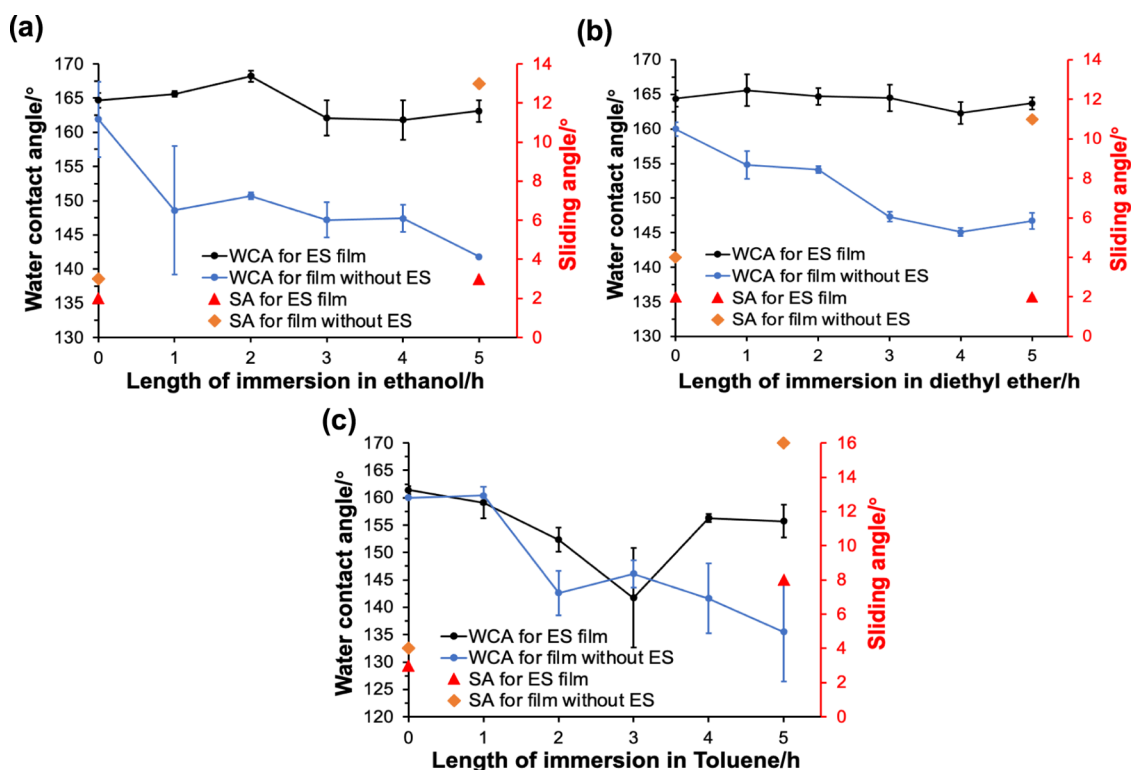 (a)
Water contact angle/°
170
165
160
155
150
145
140
135
130
14
12
10
8
6
4
2
0
Sliding angle/°
WCA for ES film
WCA for film without ES
SA for ES film
SA for film without ES
0 1 2 3 4 5
Length of immersion in ethanol/h
(b)
Water contact angle/°
170
165
160
155
150
145
140
135
130
14
12
10
8
6
4
2
0
Sliding angle/°
WCA for ES film
WCA for film without ES
SA for ES film
SA for film without ES
0 1 2 3 4 5
Length of immersion in diethyl ether/h
(c)
Water contact angle/°
170
165
160
155
150
145
140
135
130
125
120
16
14
12
10
8
6
4
2
0
Sliding angle/°
WCA for ES film
WCA for film without ES
SA for ES film
SA for film without ES
0 1 2 3 4 5
Length of immersion in Toluene/h